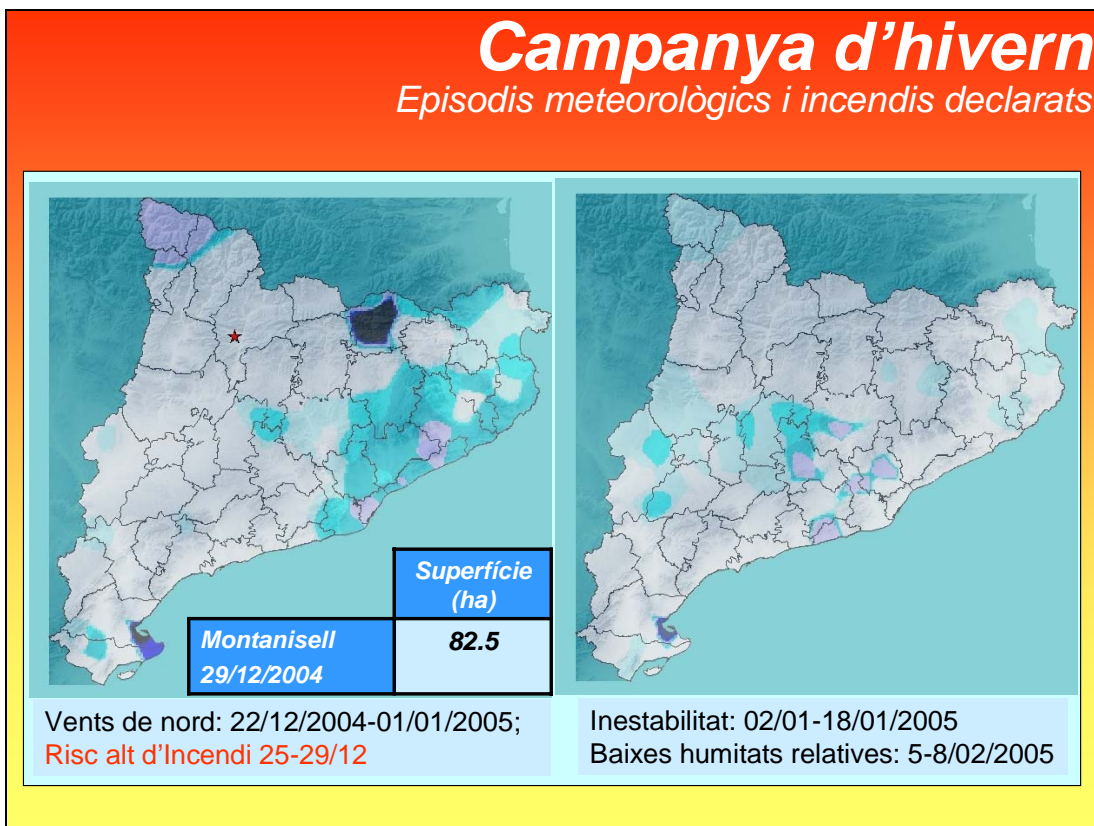 Campanya d’hivern
Episodis meteorològics i incendis declarats
Superfície
(ha)
Montanisell
29/12/2004
82.5
Vents de nord: 22/12/2004-01/01/2005;
Risc alt d’Incendi 25-29/12
Inestabilitat: 02/01-18/01/2005
Baixes humitats relatives: 5-8/02/2005